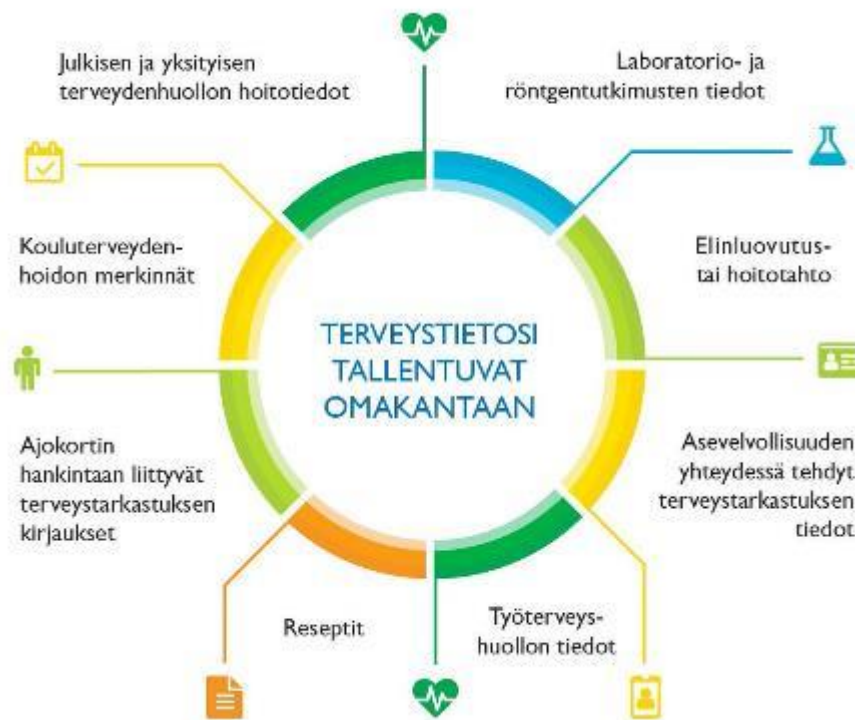 Julkisen ja yksityisen
terveydenhuollon hoitotiedot
Laboratorio- ja
röntgentutkimusten tiedot
Kouluterveyden-
hoidon merkinnät
Elinluovutus-
tai hoitotahto
TERVEYSTIETOSI
TALLENTUVAT
OMAKANTAAN
Ajokortin
hankintaan liittyvät
terveystarkastuksen
kirjaukset
Asevelvollisuuden
yhteydessä tehdyt
terveystarkastuksen
tiedot
Reseptit
Työterveys-
huollon tiedot